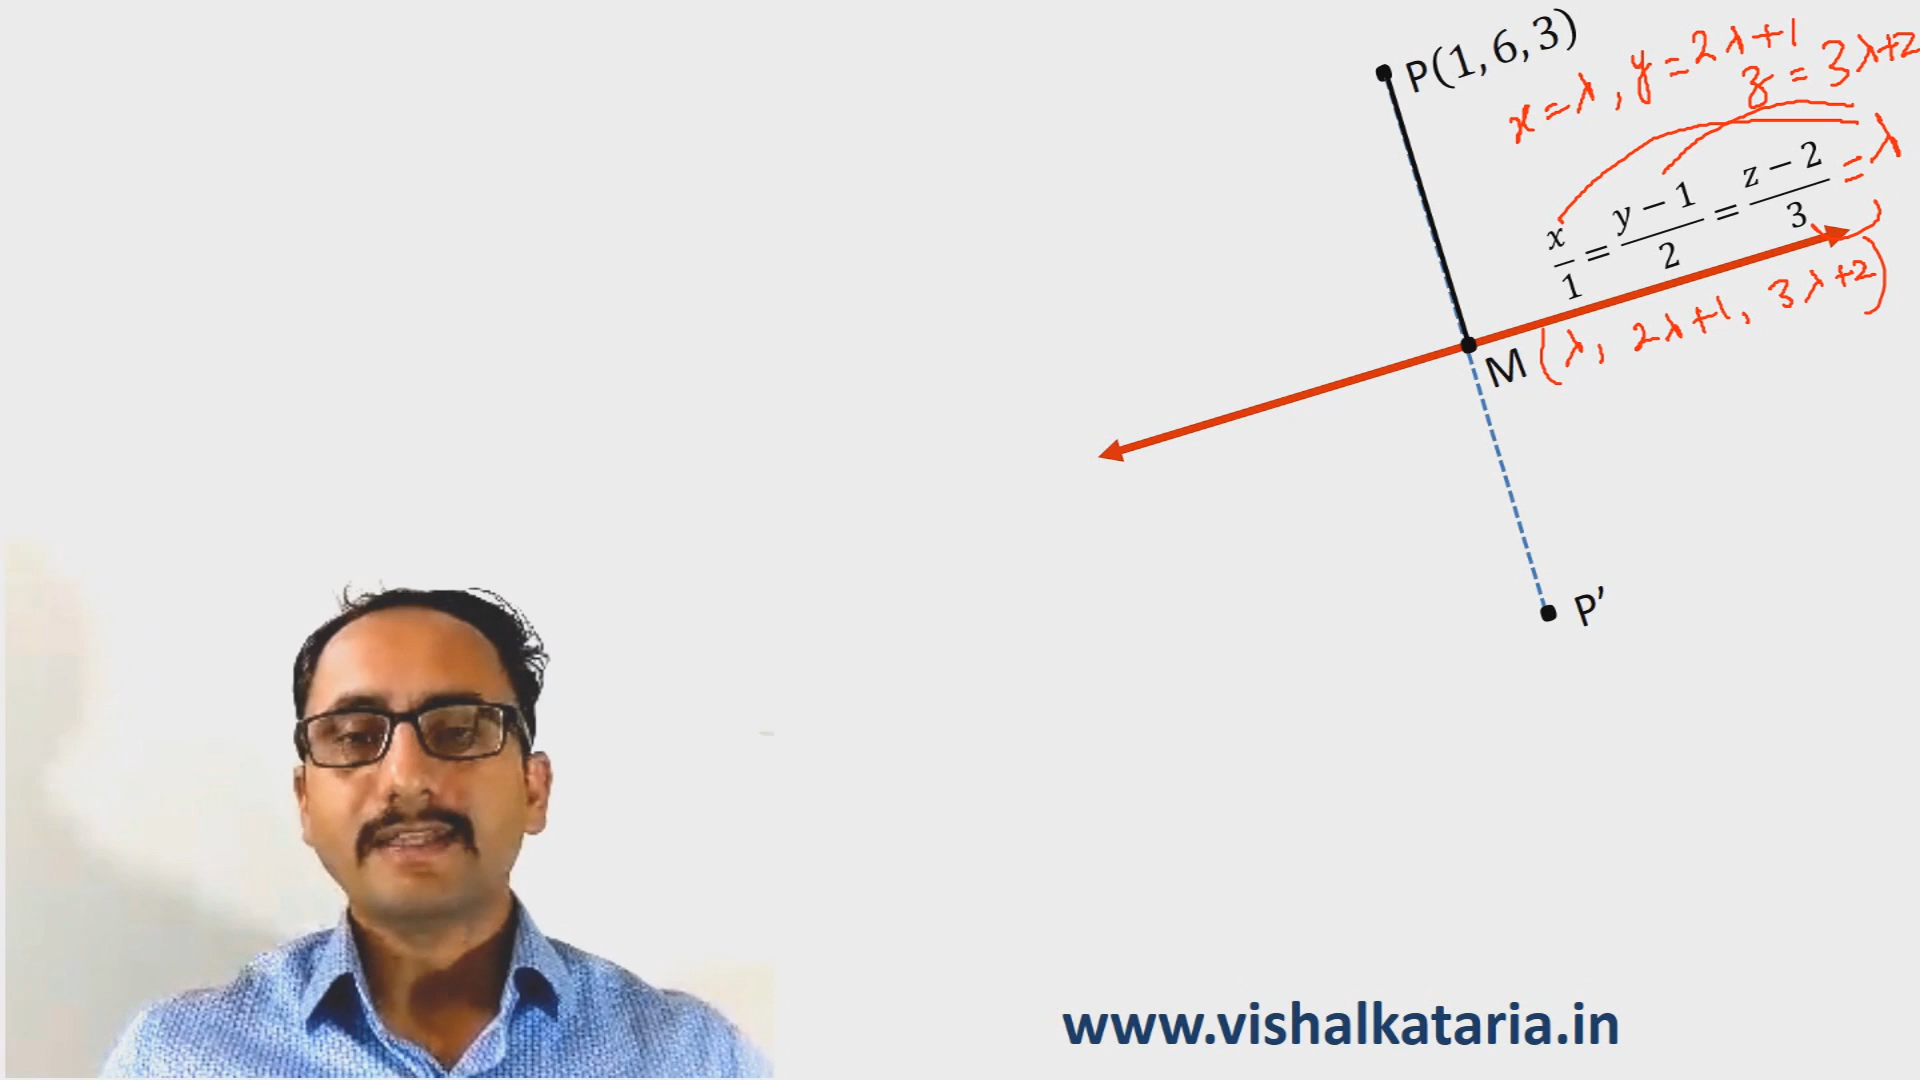 P(1, 6, 3)
x = λ, y = 2λ+1
z = 3λ+2
x/1 = (y − 1)/2 = (z − 2)/3 = λ
M (λ, 2λ+1, 3λ+2)
P’
www.vishalkataria.in